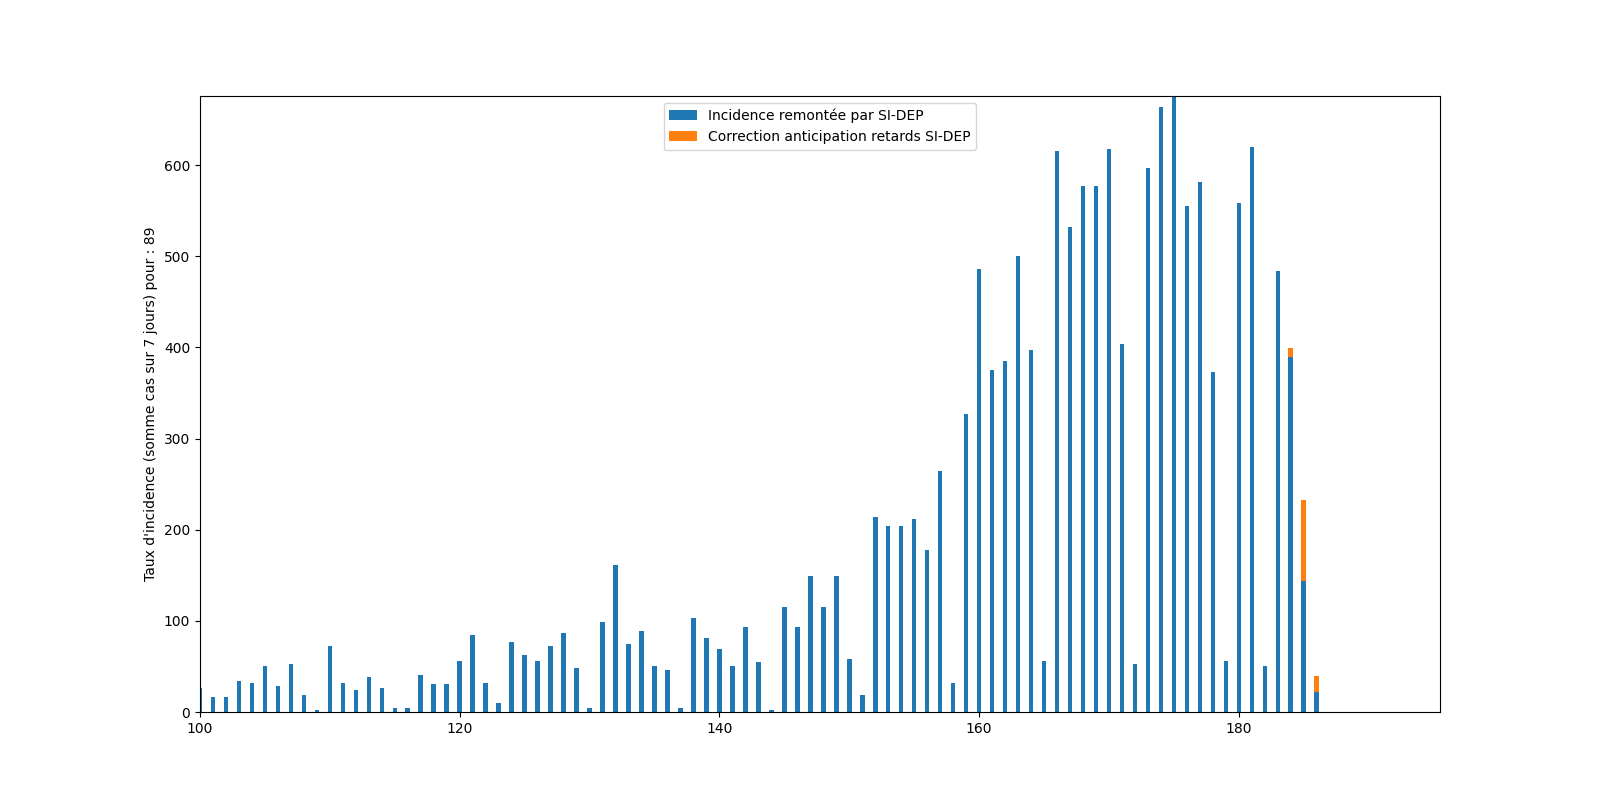 Incidence remontée par SI-DEP
Correction anticipation retards SI-DEP
Taux d'incidence (somme cas sur 7 jours) pour : 89
600
500
400
300
200
100
0
100 120 140 160 180